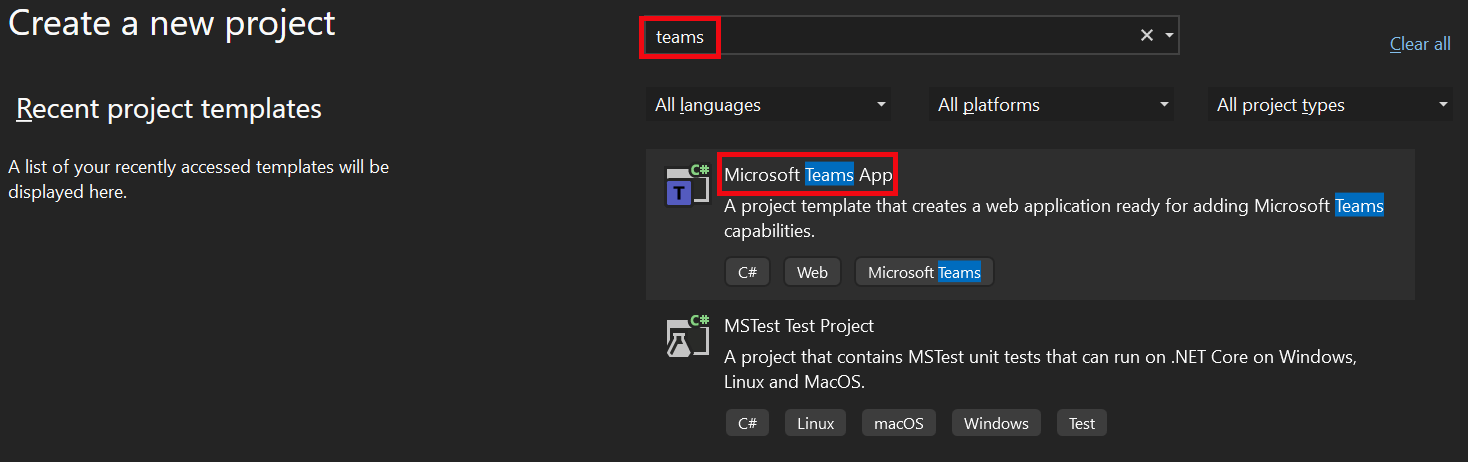 Create a new project
teams
Clear all
Recent project templates
All languages
All platforms
All project types
A list of your recently accessed templates will be
displayed here.
C#
T
Microsoft Teams App
A project template that creates a web application ready for adding Microsoft Teams
capabilities.
C#
Web
Microsoft Teams
C#
MSTest Test Project
A project that contains MSTest unit tests that can run on .NET Core on Windows,
Linux and MacOS.
C#
Linux
macOS
Windows
Test